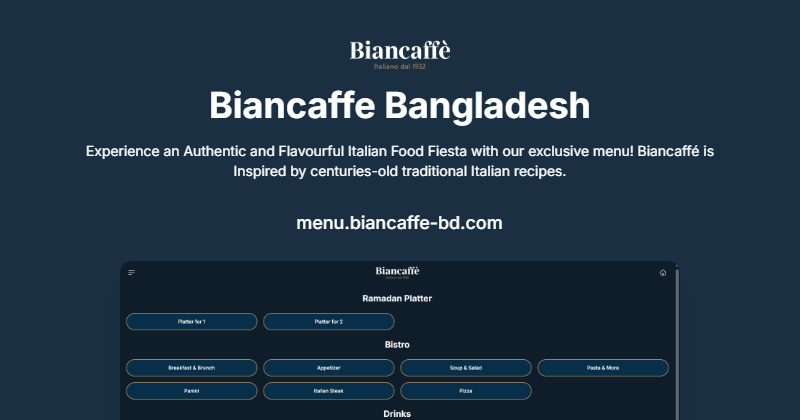 Biancaffè
Italiano dal 1932
Biancaffe Bangladesh
Experience an Authentic and Flavourful Italian Food Fiesta with our exclusive menu! Biancaffé is
Inspired by centuries-old traditional Italian recipes.
menu.biancaffe-bd.com
Biancaffè
Ramadan Platter
Platter for 1
Platter for 2
Bistro
Breakfast & Brunch
Appetizer
Soup & Salad
Pasta & More
Panini
Italian Steak
Pizza
Drinks